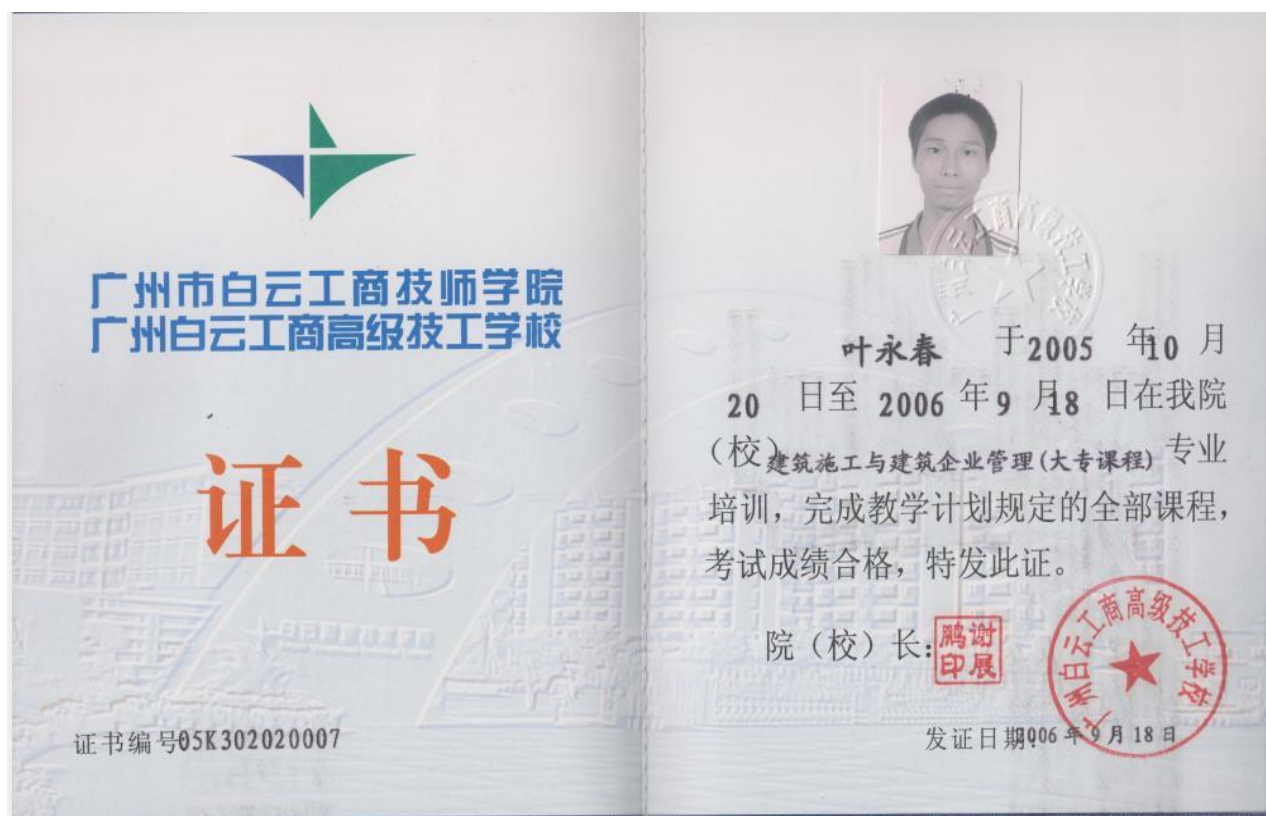 广州市白云工商技师学院
广州白云工商高级技工学校
证书
证书编号05K302020007
叶永春 于2005 年10 月
20 日至 2006 年9 月18 日在我院
（校）建筑施工与建筑企业管理(大专课程) 专业
培训，完成教学计划规定的全部课程，
考试成绩合格，特发此证。
院（校）长：
谢展鹏印
广州白云工商高级技工学校
发证日期：2006 年 9 月 18 日